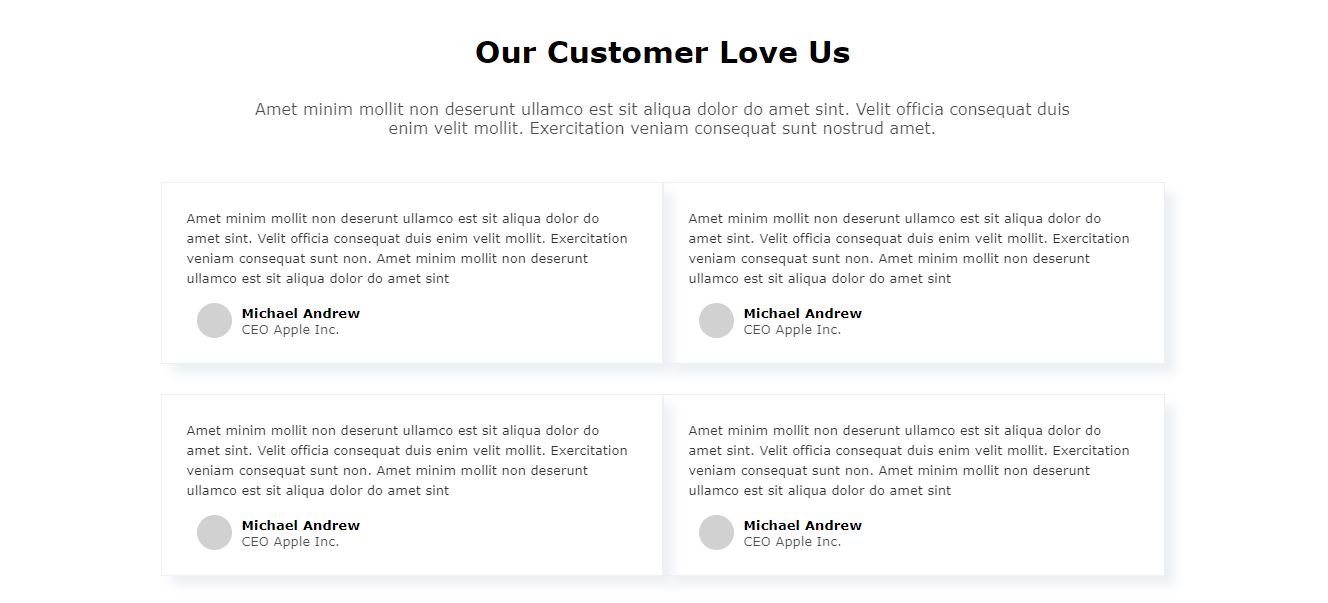 Our Customer Love Us
Amet minim mollit non deserunt ullamco est sit aliqua dolor do amet sint. Velit officia consequat duis
enim velit mollit. Exercitation veniam consequat sunt nostrud amet.
Amet minim mollit non deserunt ullamco est sit aliqua dolor do
amet sint. Velit officia consequat duis enim velit mollit. Exercitation
veniam consequat sunt non. Amet minim mollit non deserunt
ullamco est sit aliqua dolor do amet sint
Michael Andrew
CEO Apple Inc.
Amet minim mollit non deserunt ullamco est sit aliqua dolor do
amet sint. Velit officia consequat duis enim velit mollit. Exercitation
veniam consequat sunt non. Amet minim mollit non deserunt
ullamco est sit aliqua dolor do amet sint
Michael Andrew
CEO Apple Inc.
Amet minim mollit non deserunt ullamco est sit aliqua dolor do
amet sint. Velit officia consequat duis enim velit mollit. Exercitation
veniam consequat sunt non. Amet minim mollit non deserunt
ullamco est sit aliqua dolor do amet sint
Michael Andrew
CEO Apple Inc.
Amet minim mollit non deserunt ullamco est sit aliqua dolor do
amet sint. Velit officia consequat duis enim velit mollit. Exercitation
veniam consequat sunt non. Amet minim mollit non deserunt
ullamco est sit aliqua dolor do amet sint
Michael Andrew
CEO Apple Inc.